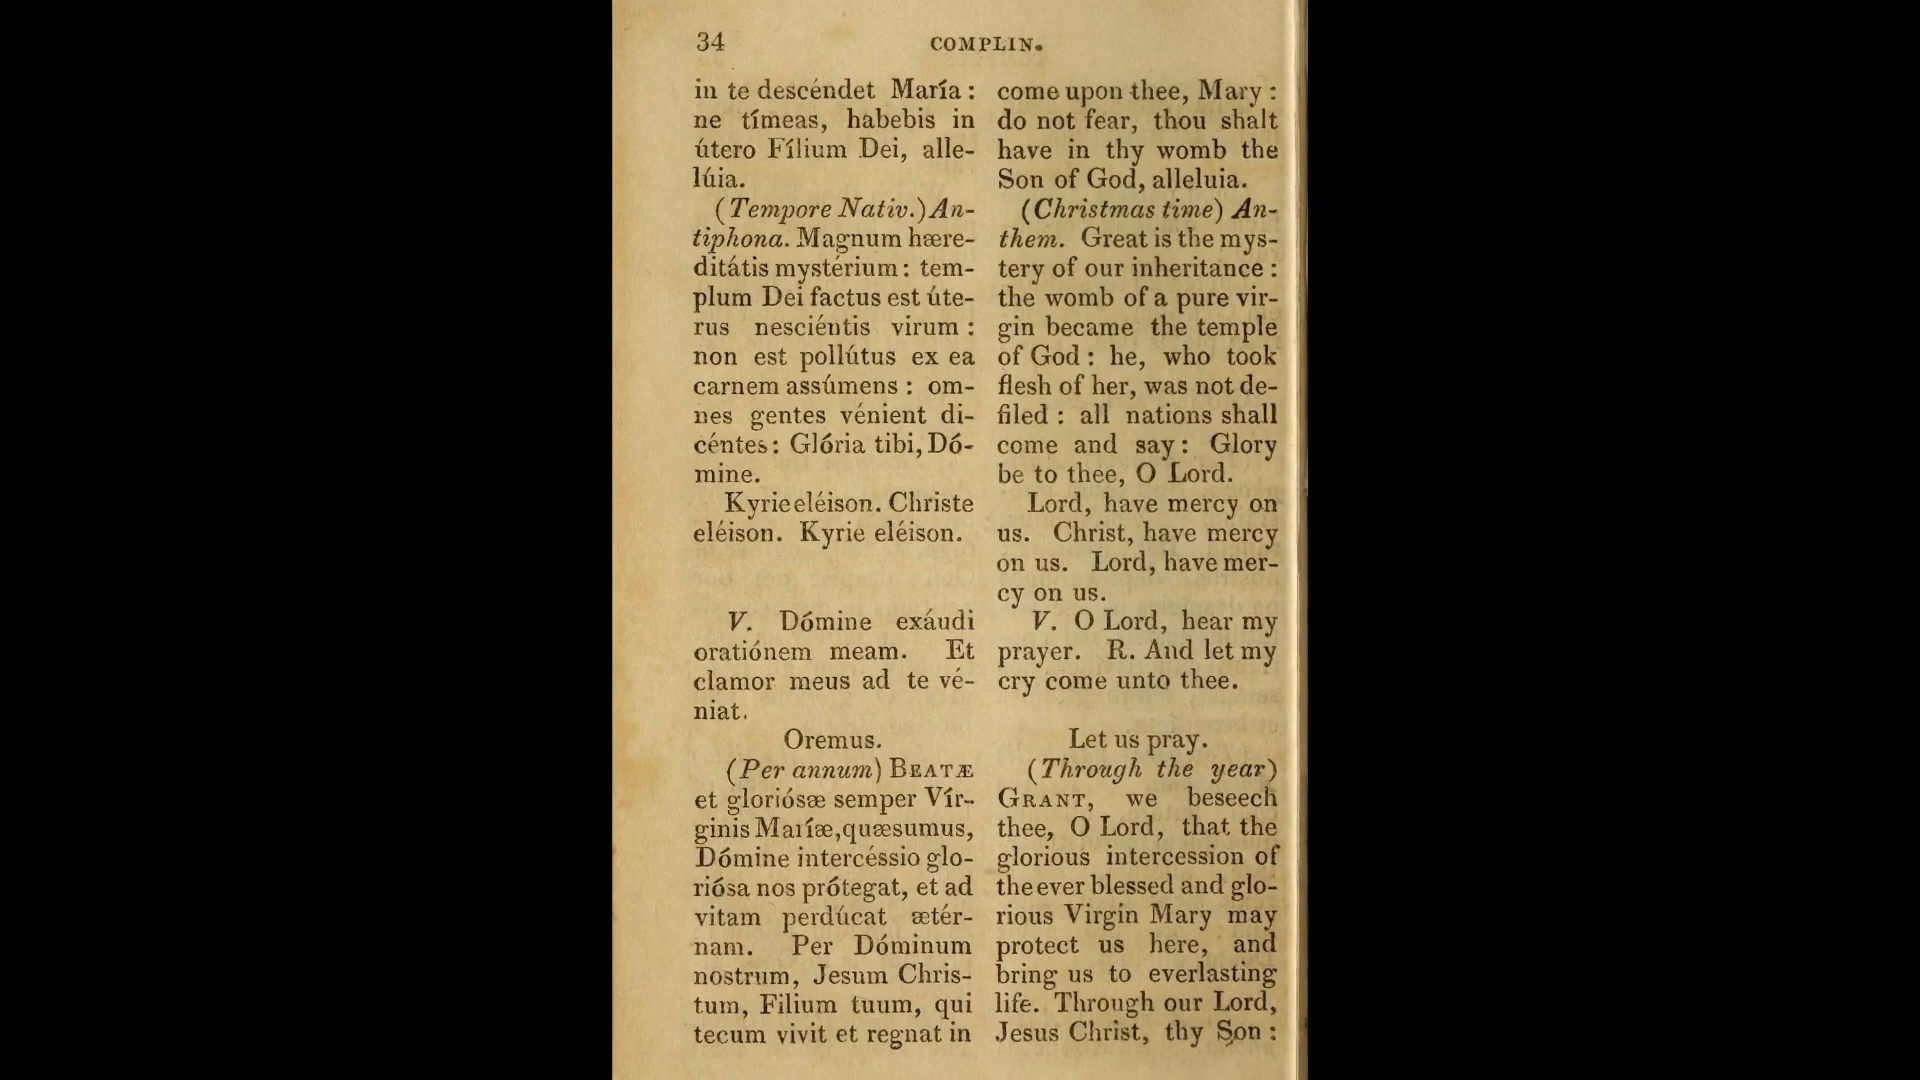 34
COMPLIN.
in te descéndet María:
ne tímeas, habebis in
útero Fílium Dei, alle-
lúia.
(Tempore Nativ.) An-
tiphona. Magnum hære-
ditátis mystérium: tem-
plum Dei factus est úte-
rus nesciéntis virum:
non est pollútus ex ea
carnem assúmens: om-
nes gentes vénient di-
céntes: Glória tibi, Dó-
mine.
Kyrie eléison. Christe
eléison. Kyrie eléison.
V. Dómine exáudi
oratiónem meam. Et
clamor meus ad te vé-
niat.
Oremus.
(Per annum) BEATÆ
et gloriósæ semper Vír-
ginis Maríæ, quæsumus,
Dómine intercéssio glo-
riósa nos prótegat, et ad
vitam perdúcat ætér-
nam. Per Dóminum
nostrum, Jesum Chris-
tum, Filium tuum, qui
tecum vivit et regnat in
come upon thee, Mary:
do not fear, thou shalt
have in thy womb the
Son of God, alleluia.
(Christmas time) An-
them. Great is the mys-
tery of our inheritance:
the womb of a pure vir-
gin became the temple
of God: he, who took
flesh of her, was not de-
filed: all nations shall
come and say: Glory
be to thee, O Lord.
Lord, have mercy on
us. Christ, have mercy
on us. Lord, have mer-
cy on us.
V. O Lord, hear my
prayer. R. And let my
cry come unto thee.
Let us pray.
(Through the year)
GRANT, we beseech
thee, O Lord, that the
glorious intercession of
the ever blessed and glo-
rious Virgin Mary may
protect us here, and
bring us to everlasting
life. Through our Lord,
Jesus Christ, thy Son: